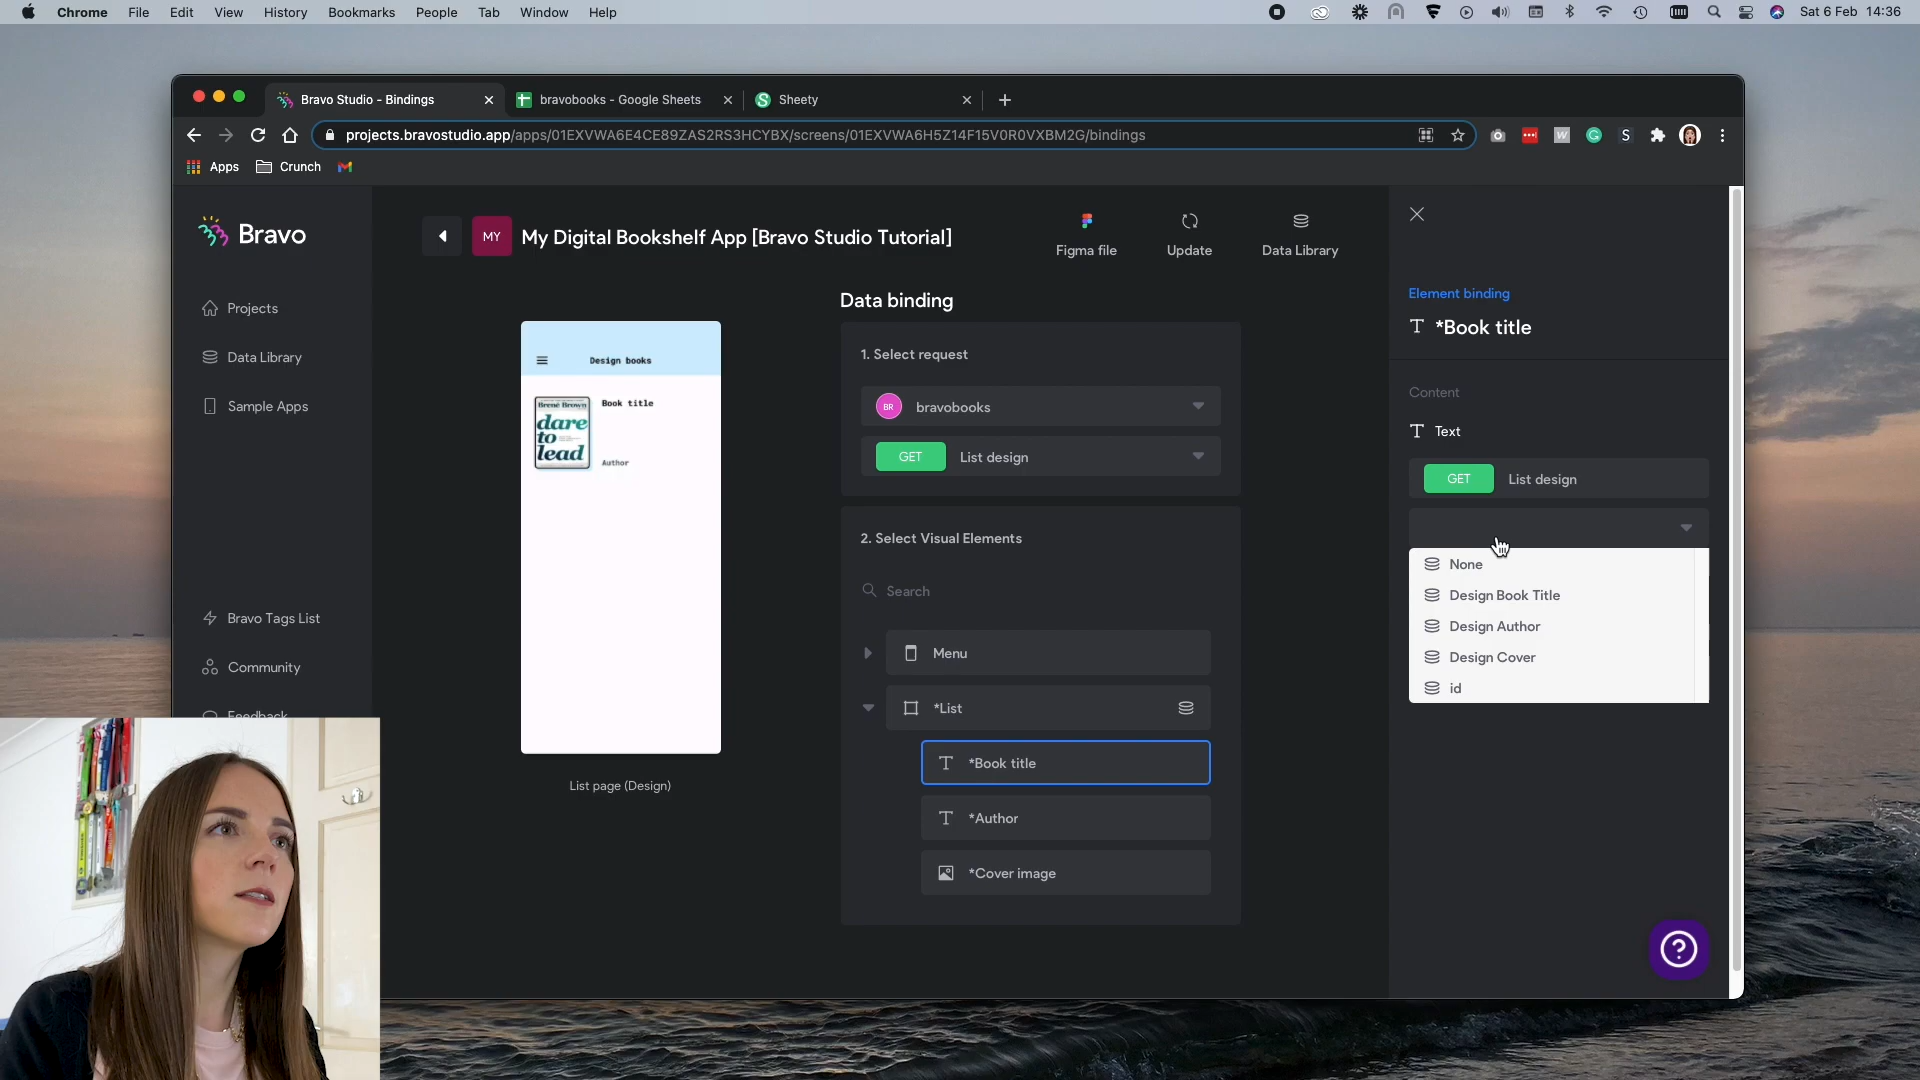 Chrome File Edit View History Bookmarks People Tab Window Help Sat 6 Feb 14:36
Bravo Studio - Bindings bravobooks - Google Sheets Sheety
projects.bravostudio.app/apps/01EXVWA6E4CE89ZAS2RS3HCYBX/screens/01EXVWA6H5Z14F15V0R0VXBM2G/bindings
Apps Crunch
Bravo
Projects
Data Library
Sample Apps
Bravo Tags List
Community
Feedback
MY My Digital Bookshelf App [Bravo Studio Tutorial]
Figma file Update Data Library
Design books
Brené Brown
dare
to
lead
Book title
Author
List page (Design)
Data binding
1. Select request
BR bravobooks
GET List design
2. Select Visual Elements
Search
Menu
*List
*Book title
*Author
*Cover image
Element binding
*Book title
Content
Text
GET List design
None
Design Book Title
Design Author
Design Cover
id